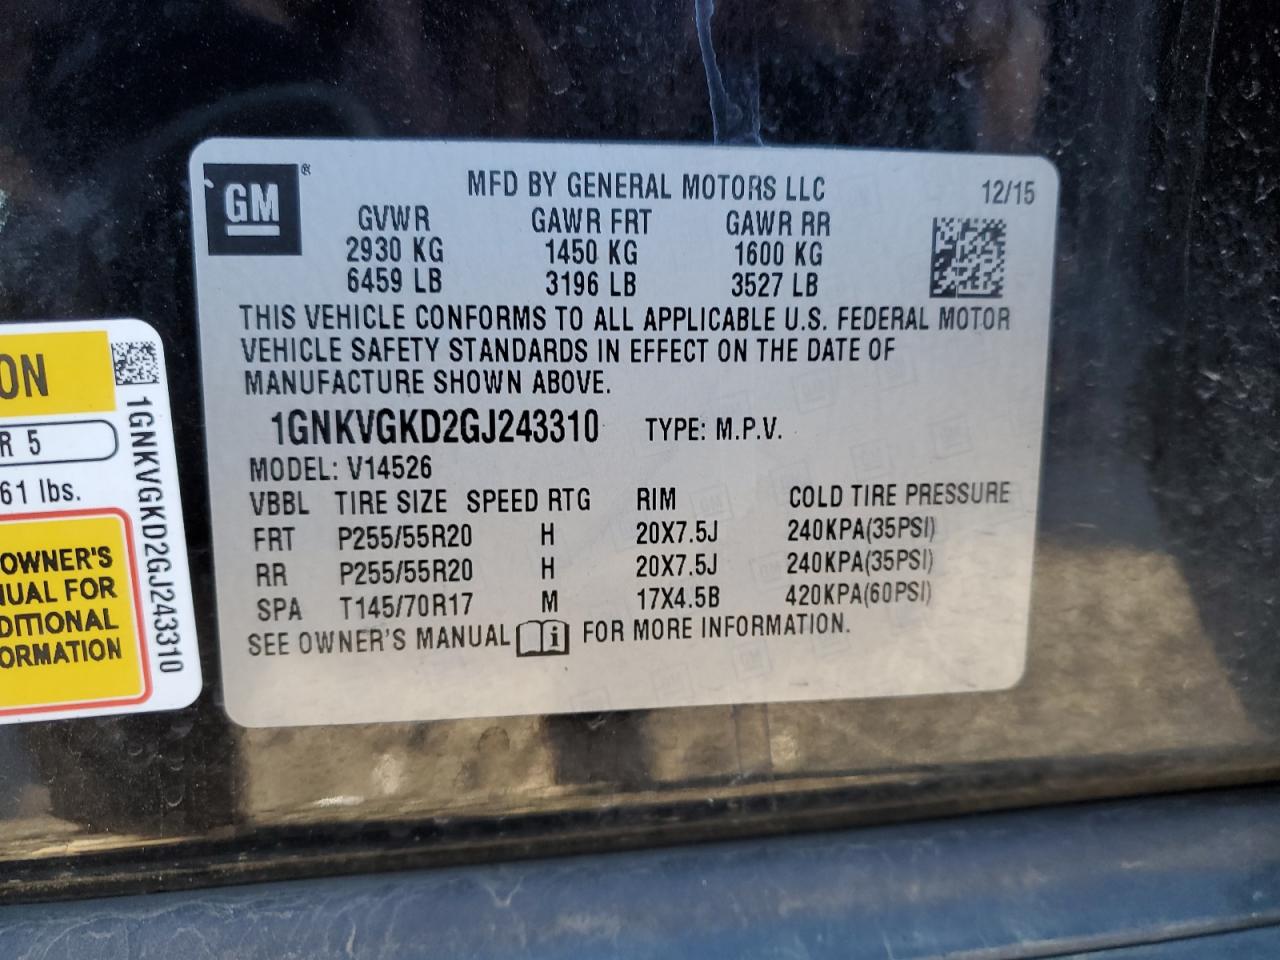 GM ®
MFD BY GENERAL MOTORS LLC 12/15
GVWR GAWR FRT GAWR RR
2930 KG 1450 KG 1600 KG
6459 LB 3196 LB 3527 LB
THIS VEHICLE CONFORMS TO ALL APPLICABLE U.S. FEDERAL MOTOR
VEHICLE SAFETY STANDARDS IN EFFECT ON THE DATE OF
MANUFACTURE SHOWN ABOVE.
1GNKVGKD2GJ243310 TYPE: M.P.V.
MODEL: V14526
VBBL TIRE SIZE SPEED RTG RIM COLD TIRE PRESSURE
FRT P255/55R20 H 20X7.5J 240KPA(35PSI)
RR P255/55R20 H 20X7.5J 240KPA(35PSI)
SPA T145/70R17 M 17X4.5B 420KPA(60PSI)
SEE OWNER'S MANUAL i FOR MORE INFORMATION.
ON
R 5
61 lbs.
OWNER'S
UAL FOR
DITIONAL
ORMATION
1GNKVGKD2GJ243310